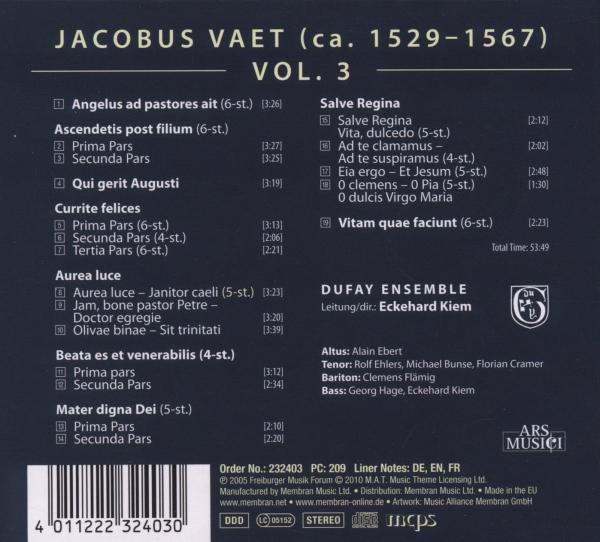 JACOBUS VAET (ca. 1529–1567)
VOL. 3
1 Angelus ad pastores ait (6-st.) [3:26]
Ascendetis post filium (6-st.)
2 Prima Pars [3:27]
3 Secunda Pars [3:25]
4 Qui gerit Augusti [3:19]
Currite felices
5 Prima Pars (6-st.) [3:13]
6 Secunda Pars (4-st.) [2:06]
7 Tertia Pars (6-st.) [2:21]
Aurea luce
8 Aurea luce – Janitor caeli (5-st.) [3:23]
9 Jam, bone pastor Petre –
Doctor egregie [3:20]
10 Olivae binae – Sit trinitati [3:39]
Beata es et venerabilis (4-st.)
11 Prima pars [3:12]
12 Secunda Pars [2:34]
Mater digna Dei (5-st.)
13 Prima Pars [2:10]
14 Secunda Pars [2:20]
Salve Regina
15 Salve Regina [2:12]
Vita, dulcedo (5-st.)
16 Ad te clamamus – [2:02]
Ad te suspiramus (4-st.)
17 Eia ergo – Et Jesum (5-st.) [2:48]
18 O clemens – O Pia (5-st.) [1:30]
O dulcis Virgo Maria
19 Vitam quae faciunt (6-st.) [2:23]
Total Time: 53:49
DUFAY ENSEMBLE
Leitung/dir.: Eckehard Kiem
du
Altus: Alain Ebert
Tenor: Rolf Ehlers, Michael Bunse, Florian Cramer
Bariton: Clemens Flämig
Bass: Georg Hage, Eckehard Kiem
ARS
MUSICI
Order No.: 232403 PC: 209 Liner Notes: DE, EN, FR
℗ 2005 Freiburger Musik Forum © 2010 M.A.T. Music Theme Licensing Ltd.
Manufactured by Membran Music Ltd. • Distribution: Membran Music Ltd. • Made in the EU
www.membran.net • www.membran-online.de • Artwork: Music Alliance Membran GmbH
DDD LC 05152 STEREO COMPACT disc DIGITAL AUDIO mcps
4 011222 324030